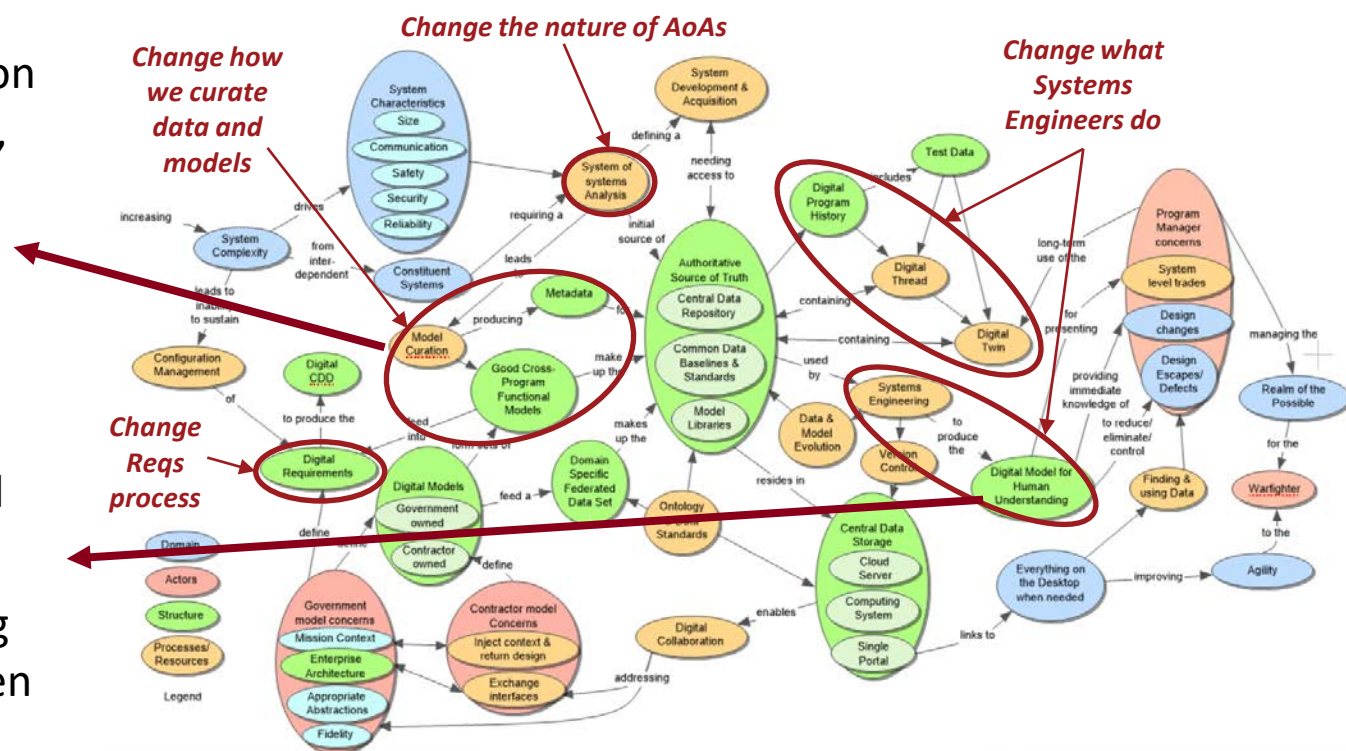 on
,
Change how
we curate
data and
models
Change the nature of AoAs
Change what
Systems
Engineers do
System
Characteristics
Size
Communication
Safety
Security
Reliability
System
Development &
Acquisition
defining a
needing
access to
System of
systems
Analysis
requiring a
initial
source of
leads
increasing
drives
System
Complexity
from
inter-
dependent
Constituent
Systems
leads to
to sustain
Configuration
Management
of
Digital
CDD
to produce the
Change
Reqs
process
Digital
Requirements
define
Model
Curation
producing
Metadata
Good Cross-
Program
Functional
Models
make
up the
feed
into
form sets of
Authoritative
Source of Truth
Central Data
Repository
Common Data
Baselines &
Standards
Model
Libraries
Test Data
includes
Digital
Program
History
Digital
Thread
Digital
Twin
containing
containing
long-term
use of the
Program
Manager
concerns
System
level trades
Design
changes
Design
Escapes/
Defects
for
presenting
providing
immediate
knowledge of
to reduce/
eliminate/
control
managing the
Realm of the
Possible
for the
Warfighter
to the
Agility
improving
used
by
Systems
Engineering
to
produce
the
Data &
Model
Evolution
Version
Control
Digital Model for
Human
Understanding
Finding &
using Data
Everything on
the Desktop
when needed
links to
Digital Models
Government
owned
Contractor
owned
feed a
Domain
Specific
Federated
Data Set
makes
up the
Ontology
Standards
resides in
Central Data
Storage
Cloud
Server
Computing
System
Single
Portal
enables
Digital
Collaboration
addressing
define
Government
model concerns
Mission Context
Enterprise
Architecture
Appropriate
Abstractions
Fidelity
Contractor model
Concerns
Inject context &
return design
Exchange
interfaces
Domain
Actors
Structure
Processes/
Resources
Legend
g
en